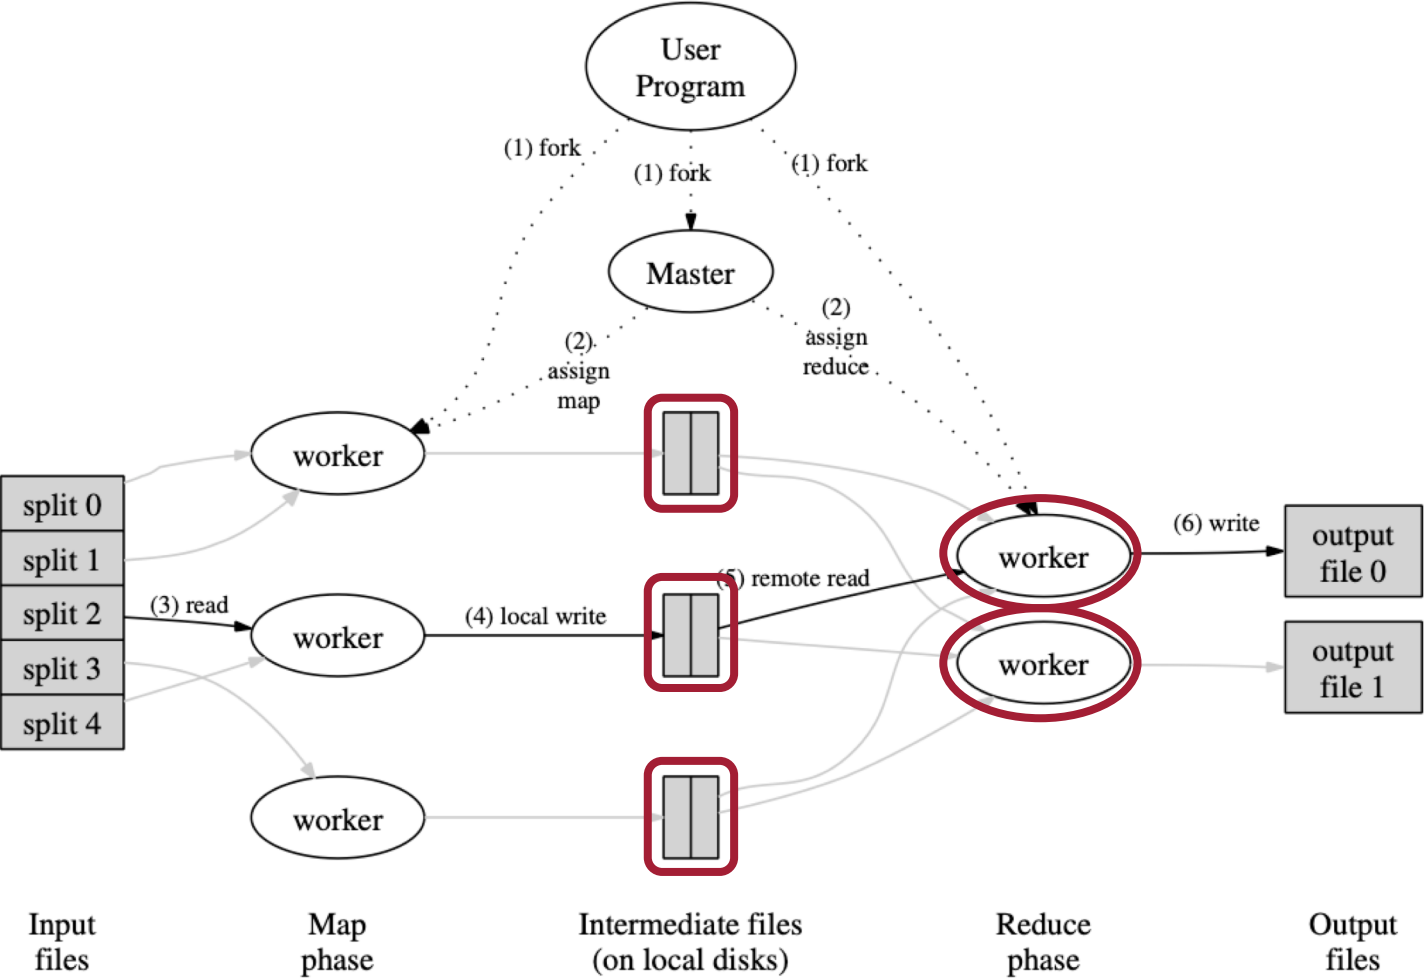 User
Program
(1) fork
(1) fork
(1) fork
Master
(2)
assign
map
(2)
assign
reduce
worker
split 0
split 1
split 2
split 3
split 4
(3) read
worker
(4) local write
(5) remote read
worker
worker
worker
(6) write
output
file 0
output
file 1
Input
files
Map
phase
Intermediate files
(on local disks)
Reduce
phase
Output
files